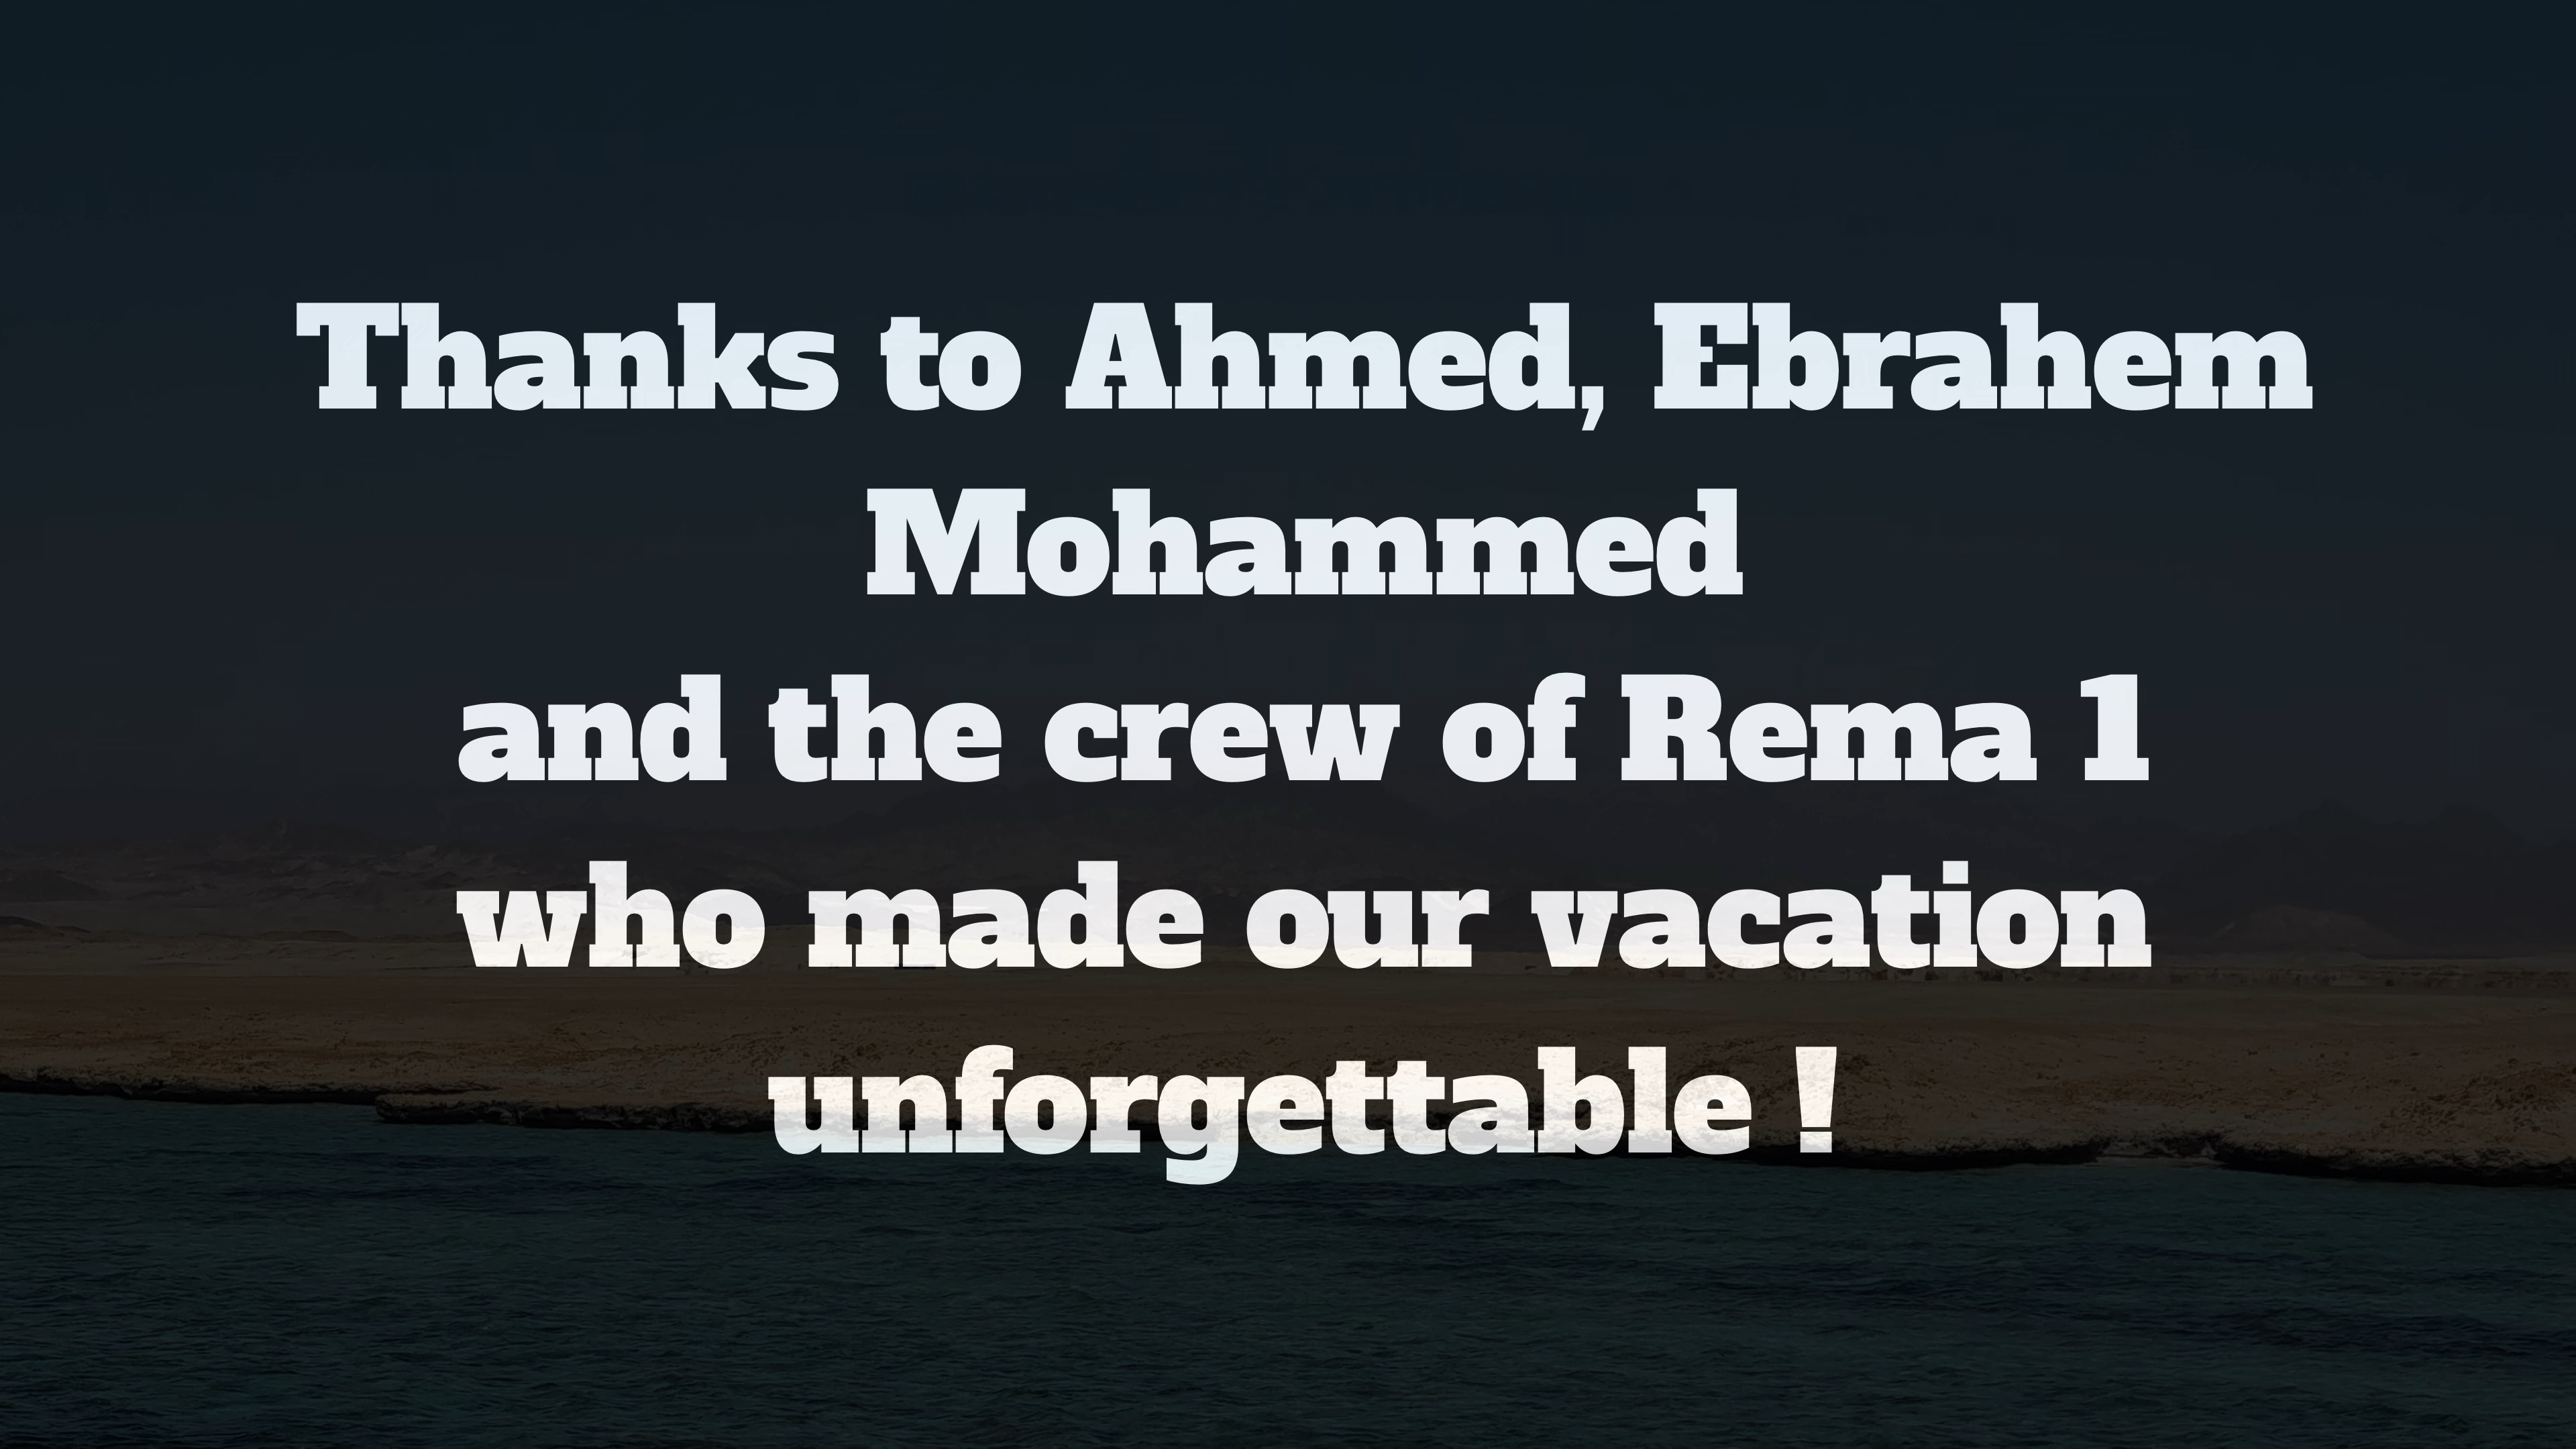 Thanks to Ahmed, Ebrahem
Mohammed
and the crew of Rema 1
who made our vacation
unforgettable !